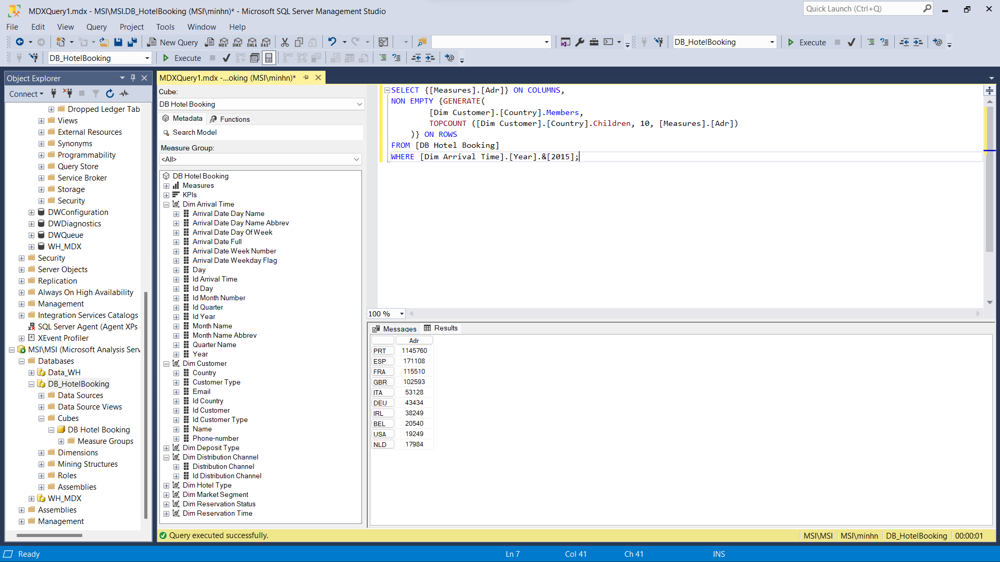 MDXQuery1.mdx - MSI\MSI.DB_HotelBooking (MSI\minhn)* - Microsoft SQL Server Management Studio
Quick Launch (Ctrl+Q)
File Edit View Query Project Tools Window Help
New Query MDX DMX XMLA DAX
DB_HotelBooking
Execute
DB_HotelBooking
Execute
Object Explorer
Connect
Dropped Ledger Tab
Views
External Resources
Synonyms
Programmability
Query Store
Service Broker
Storage
Security
DWConfiguration
DWDiagnostics
DWQueue
WH_MDX
Security
Server Objects
Replication
Always On High Availability
Management
Integration Services Catalogs
SQL Server Agent (Agent XPs
XEvent Profiler
MSI\MSI (Microsoft Analysis Serv
Databases
Data_WH
DB_HotelBooking
Data Sources
Data Source Views
Cubes
DB Hotel Booking
Measure Groups
Dimensions
Mining Structures
Roles
Assemblies
WH_MDX
Assemblies
Management
MDXQuery1.mdx -...oking (MSI\minhn)*
Cube:
DB Hotel Booking
Metadata Functions
Search Model
Measure Group:
<All>
DB Hotel Booking
Measures
KPIs
Dim Arrival Time
Arrival Date Day Name
Arrival Date Day Name Abbrev
Arrival Date Day Of Week
Arrival Date Full
Arrival Date Week Number
Arrival Date Weekday Flag
Day
Id Arrival Time
Id Day
Id Month Number
Id Quarter
Id Year
Month Name
Month Name Abbrev
Quarter Name
Year
Dim Customer
Country
Customer Type
Email
Id Country
Id Customer
Id Customer Type
Name
Phone-number
Dim Deposit Type
Dim Distribution Channel
Distribution Channel
Id Distribution Channel
Dim Hotel Type
Dim Market Segment
Dim Reservation Status
Dim Reservation Time
SELECT {[Measures].[Adr]} ON COLUMNS,
NON EMPTY {GENERATE(
[Dim Customer].[Country].Members,
TOPCOUNT ([Dim Customer].[Country].Children, 10, [Measures].[Adr])
)} ON ROWS
FROM [DB Hotel Booking]
WHERE [Dim Arrival Time].[Year].&[2015];
100 %
Messages Results
Adr
PRT 1145760
ESP 171108
FRA 115510
GBR 102593
ITA 53128
DEU 43434
IRL 38249
BEL 20540
USA 19249
NLD 17984
Query executed successfully.
MSI\MSI MSI\minhn DB_HotelBooking 00:00:01
Ready Ln 7 Col 41 Ch 41 INS